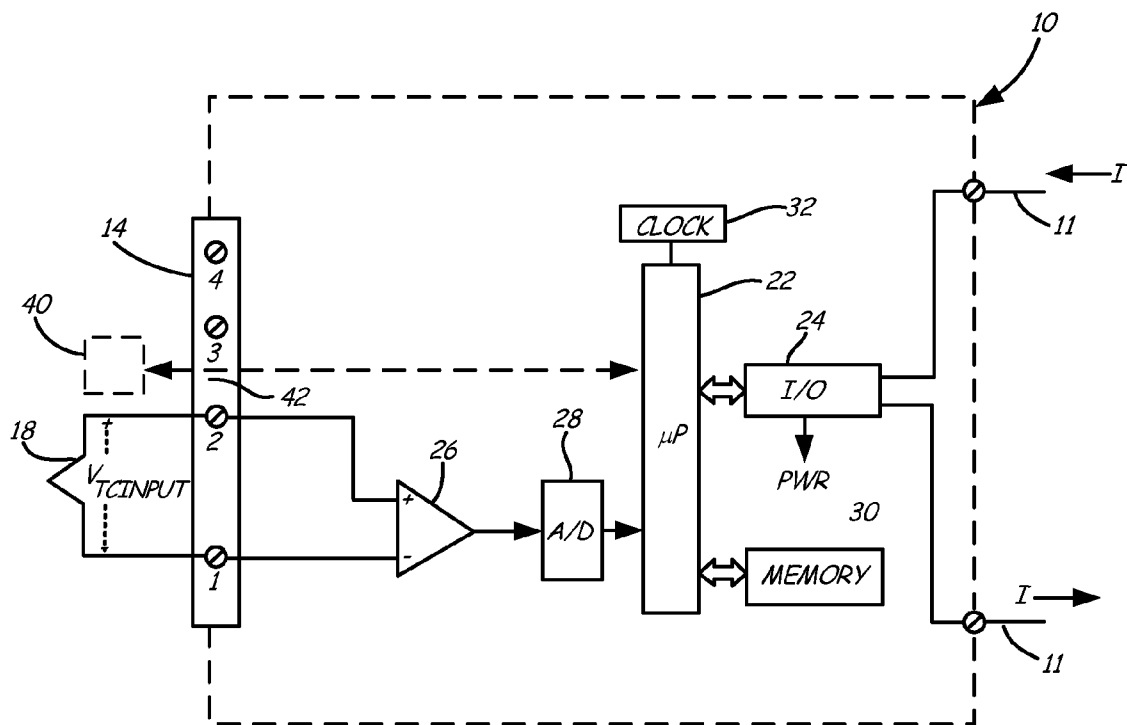 10
I
11
CLOCK
32
14
4
3
40
42
22
24
I/O
μP
PWR
30
18
+
V TCINPUT
2
26
+
-
28
A/D
1
MEMORY
I
11